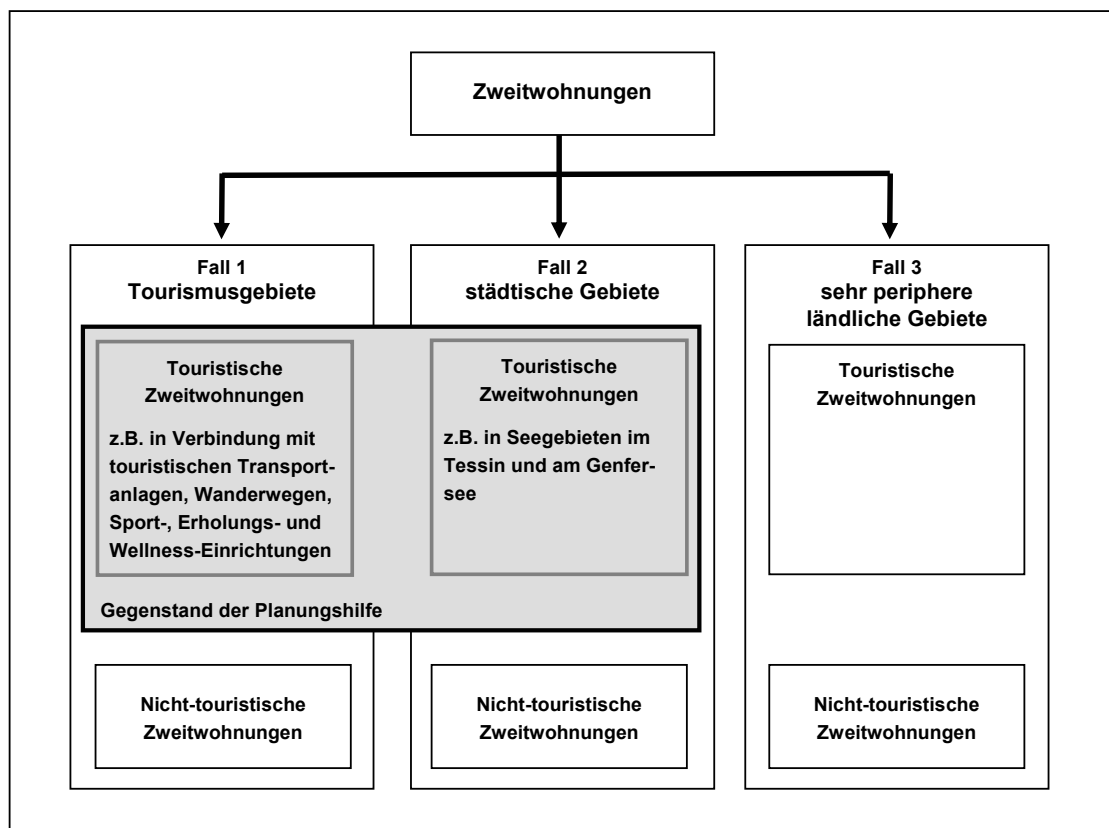 Zweitwohnungen
Fall 1
Tourismusgebiete
Touristische
Zweitwohnungen
z.B. in Verbindung mit
touristischen Transport-
anlagen, Wanderwegen,
Sport-, Erholungs- und
Wellness-Einrichtungen
Fall 2
städtische Gebiete
Touristische
Zweitwohnungen
z.B. in Seegebieten im
Tessin und am Genfer-
see
Gegenstand der Planungshilfe
Nicht-touristische
Zweitwohnungen
Nicht-touristische
Zweitwohnungen
Fall 3
sehr periphere
ländliche Gebiete
Touristische
Zweitwohnungen
Nicht-touristische
Zweitwohnungen